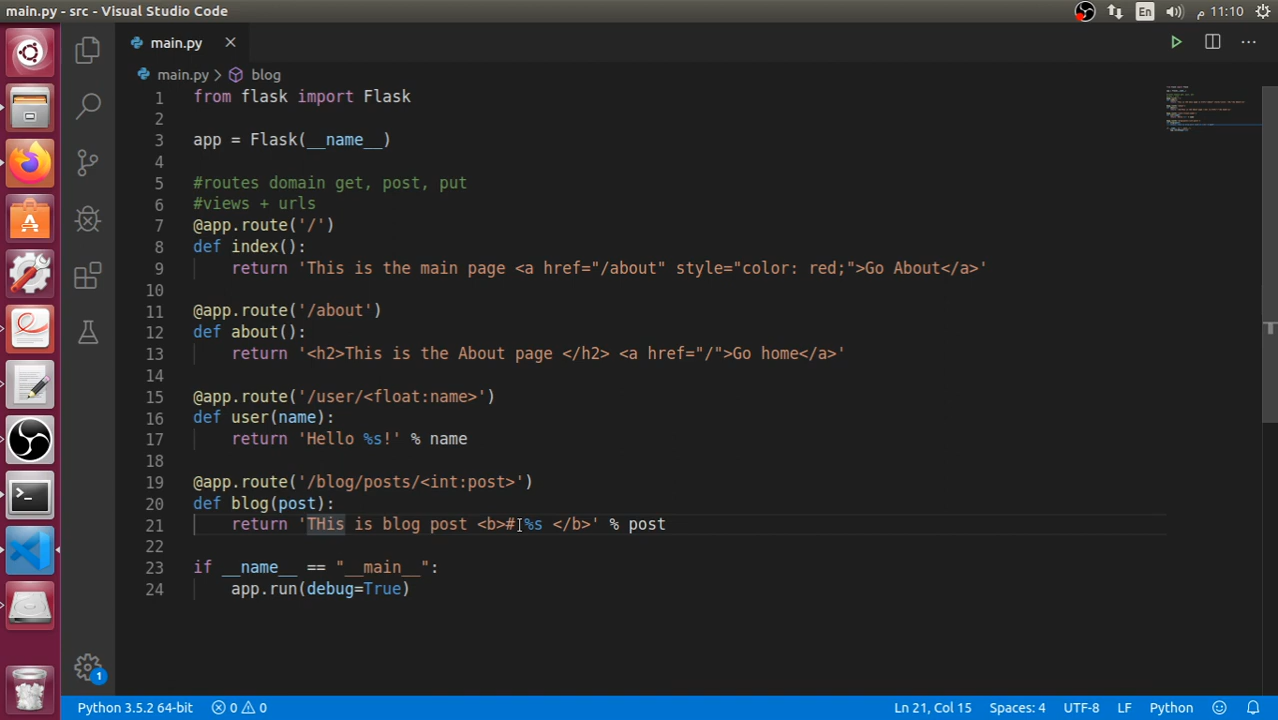 main.py - src - Visual Studio Code
En
11:10 م
main.py
main.py > blog
1 from flask import Flask
2
3 app = Flask(__name__)
4
5 #routes domain get, post, put
6 #views + urls
7 @app.route('/')
8 def index():
9 return 'This is the main page <a href="/about" style="color: red;">Go About</a>'
10
11 @app.route('/about')
12 def about():
13 return '<h2>This is the About page </h2> <a href="/">Go home</a>'
14
15 @app.route('/user/<float:name>')
16 def user(name):
17 return 'Hello %s!' % name
18
19 @app.route('/blog/posts/<int:post>')
20 def blog(post):
21 return 'THis is blog post <b># %s </b>' % post
22
23 if __name__ == "__main__":
24 app.run(debug=True)
1
Python 3.5.2 64-bit
0
0
Ln 21, Col 15
Spaces: 4
UTF-8
LF
Python